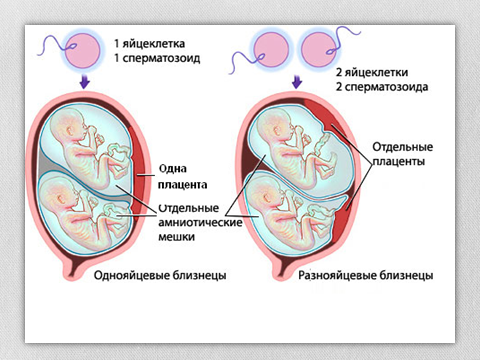 1 яйцеклетка
1 сперматозоид
2 яйцеклетки
2 сперматозоида
Одна
плацента
Отдельные
плаценты
Отдельные
амниотические
мешки
Однояйцевые близнецы
Разнояйцевые близнецы